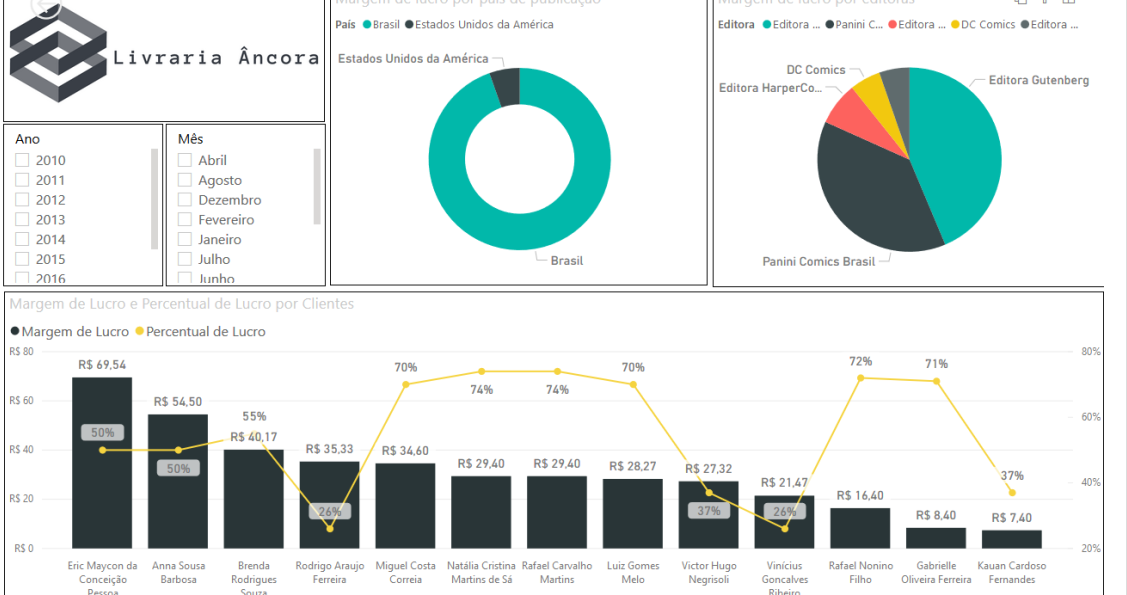 Livraria Âncora
Ano
2010
2011
2012
2013
2014
2015
2016
Mês
Abril
Agosto
Dezembro
Fevereiro
Janeiro
Julho
Junho
Margem de lucro por país de publicação
País Brasil Estados Unidos da América
Estados Unidos da América
Brasil
Margem de lucro por editoras
Editora Editora ... Panini C... Editora ... DC Comics Editora ...
DC Comics
Editora HarperCo...
Editora Gutenberg
Panini Comics Brasil
Margem de Lucro e Percentual de Lucro por Clientes
Margem de Lucro Percentual de Lucro
R$ 80
R$ 60
R$ 40
R$ 20
R$ 0
80%
60%
40%
20%
R$ 69,54
R$ 54,50
R$ 40,17
R$ 35,33
R$ 34,60
R$ 29,40
R$ 29,40
R$ 28,27
R$ 27,32
R$ 21,47
R$ 16,40
R$ 8,40
R$ 7,40
50%
50%
55%
26%
70%
74%
74%
70%
37%
26%
72%
71%
37%
Eric Maycon da
Conceição
Pessoa
Anna Sousa
Barbosa
Brenda
Rodrigues
Souza
Rodrigo Araujo
Ferreira
Miguel Costa
Correia
Natália Cristina
Martins de Sá
Rafael Carvalho
Martins
Luiz Gomes
Melo
Victor Hugo
Negrisoli
Vinícius
Goncalves
Ribeiro
Rafael Nonino
Filho
Gabrielle
Oliveira Ferreira
Kauan Cardoso
Fernandes